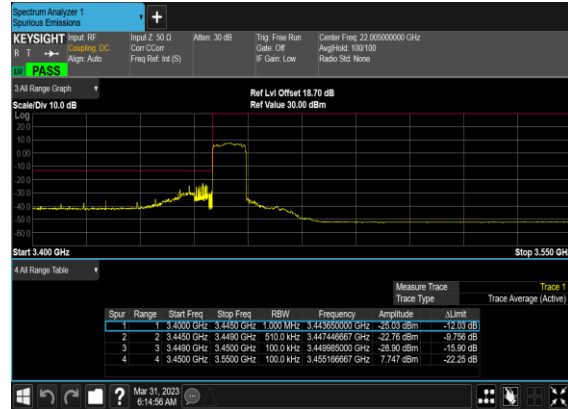 Spectrum Analyzer 1
Spurious Emissions
KEYSIGHT Input: RF Input Z: 50 Ω Atten: 30 dB Trig: Free Run Center Freq: 22.005000000 GHz
R T Coupling: DC Corr CCorr Gate: Off Avg|Hold: 100/100
Align: Auto Freq Ref: Int (S) IF Gain: Low Radio Std: None
PASS
3 All Range Graph Ref Lvl Offset 18.70 dB
Scale/Div 10.0 dB Ref Value 30.00 dBm
Log
20.0
10.0
0.00
-10.0
-20.0
-30.0
-40.0
-50.0
-60.0
Start 3.400 GHz Stop 3.550 GHz
4 All Range Table
Measure Trace Trace 1
Trace Type Trace Average (Active)
Spur Range Start Freq Stop Freq RBW Frequency Amplitude ΔLimit
1 1 3.4000 GHz 3.4450 GHz 1.000 MHz 3.443650000 GHz -25.03 dBm -12.03 dB
2 2 3.4450 GHz 3.4490 GHz 510.0 kHz 3.447446667 GHz -22.76 dBm -9.756 dB
3 3 3.4490 GHz 3.4500 GHz 100.0 kHz 3.449985000 GHz -28.90 dBm -15.90 dB
4 4 3.4500 GHz 3.5500 GHz 100.0 kHz 3.455166667 GHz 7.747 dBm -22.25 dB
? Mar 31, 2023
6:14:56 AM